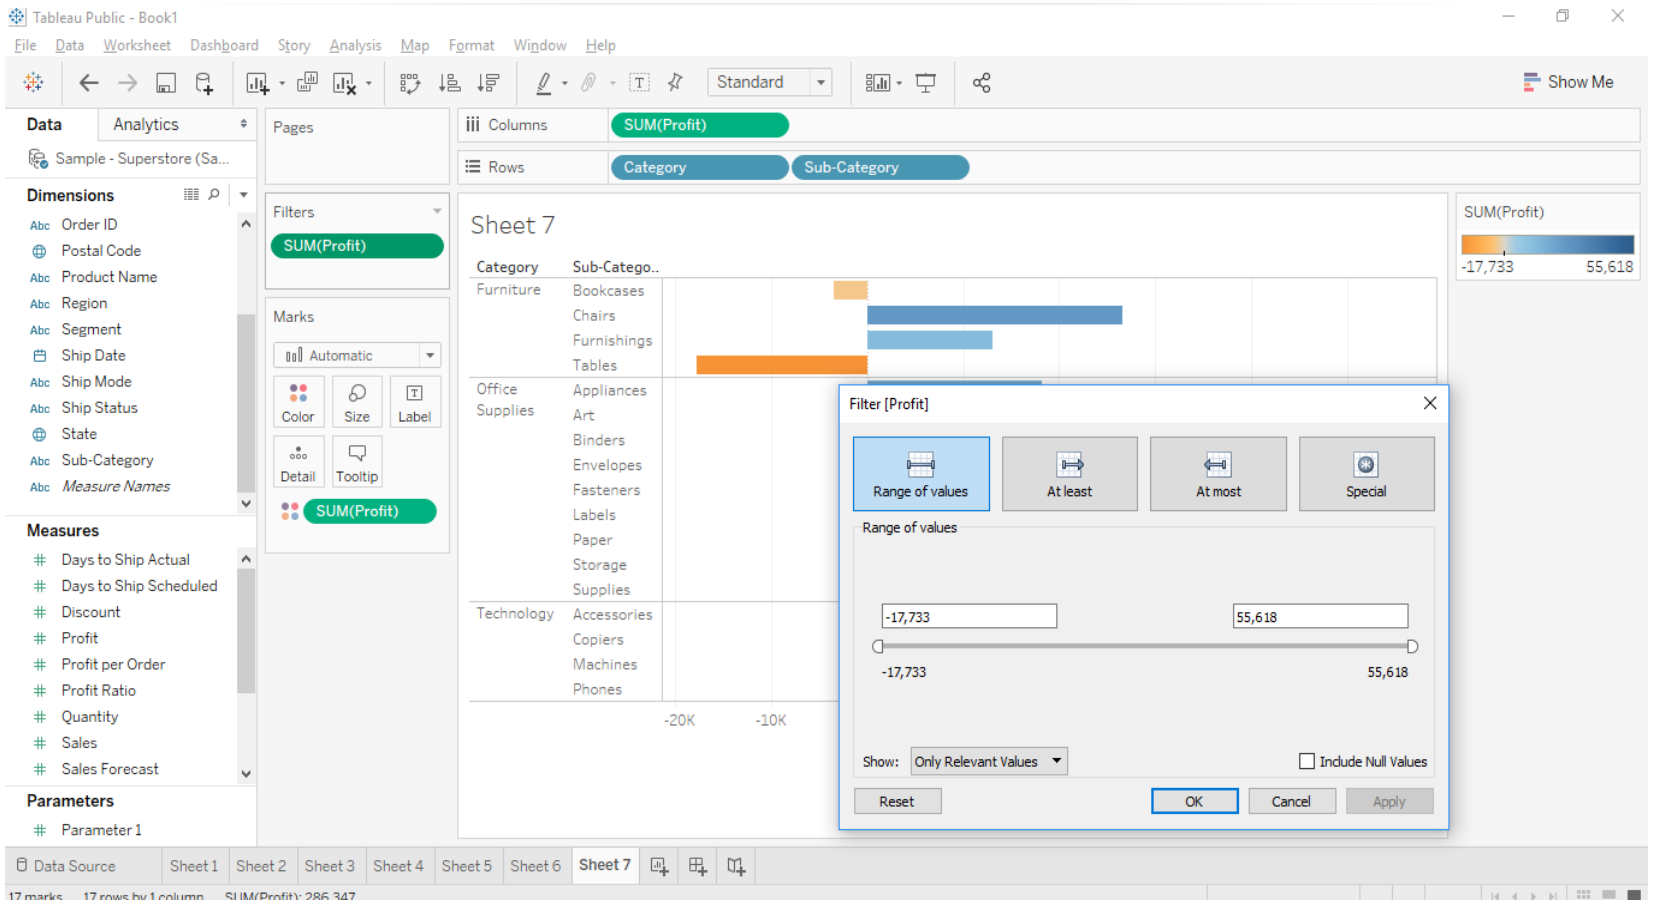 Tableau Public - Book1
File Data Worksheet Dashboard Story Analysis Map Format Window Help
Standard
Show Me
Data Analytics
Sample - Superstore (Sa...
Dimensions
Abc Order ID
Postal Code
Abc Product Name
Abc Region
Abc Segment
Ship Date
Abc Ship Mode
Abc Ship Status
State
Abc Sub-Category
Abc Measure Names
Measures
# Days to Ship Actual
# Days to Ship Scheduled
# Discount
# Profit
# Profit per Order
# Profit Ratio
# Quantity
# Sales
# Sales Forecast
Parameters
# Parameter 1
Pages
Filters
SUM(Profit)
Marks
Automatic
Color Size T Label
Detail Tooltip
SUM(Profit)
Columns SUM(Profit)
Rows Category Sub-Category
Sheet 7
Category Sub-Catego..
Furniture Bookcases
Chairs
Furnishings
Tables
Office Supplies Appliances
Art
Binders
Envelopes
Fasteners
Labels
Paper
Storage
Supplies
Technology Accessories
Copiers
Machines
Phones
-20K -10K
SUM(Profit)
-17,733 55,618
Filter [Profit]
Range of values At least At most Special
Range of values
-17,733 55,618
-17,733 55,618
Show: Only Relevant Values Include Null Values
Reset OK Cancel Apply
Data Source Sheet 1 Sheet 2 Sheet 3 Sheet 4 Sheet 5 Sheet 6 Sheet 7
17 marks 17 rows by 1 column SUM(Profit): 286,347